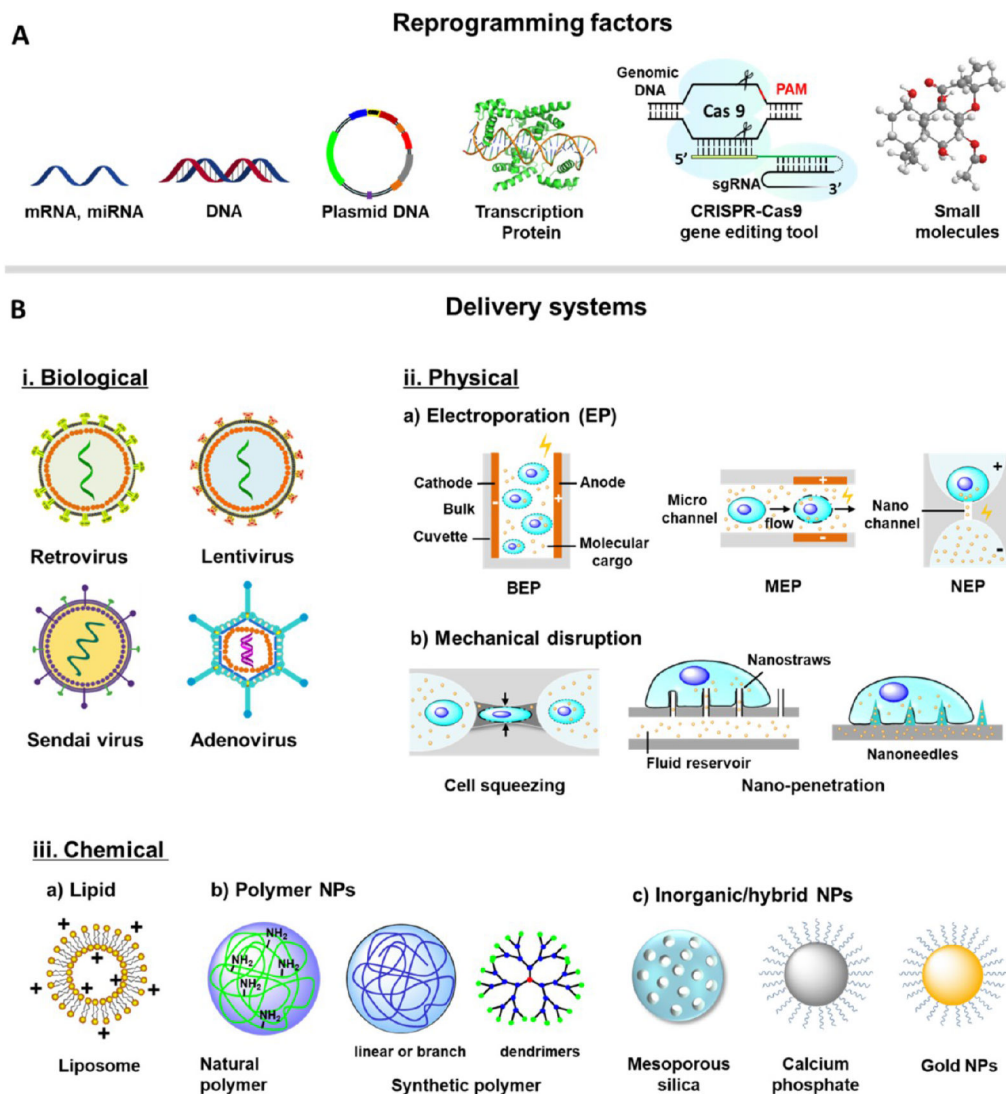 A
Reprogramming factors
mRNA, miRNA
DNA
Plasmid DNA
Transcription
Protein
Genomic
DNA
PAM
Cas 9
5’
sgRNA
3’
CRISPR-Cas9
gene editing tool
Small
molecules
B
Delivery systems
i. Biological
Retrovirus
Lentivirus
Sendai virus
Adenovirus
ii. Physical
a) Electroporation (EP)
Cathode
Bulk
Cuvette
-
+
Anode
Molecular
cargo
BEP
Micro
channel
flow
+
-
MEP
Nano
channel
+
-
NEP
b) Mechanical disruption
Cell squeezing
Nanostraws
Fluid reservoir
Nanoneedles
Nano-penetration
iii. Chemical
a) Lipid
+
+
+
+
+
+
+
+
Liposome
b) Polymer NPs
NH2
NH2
NH2
NH2
NH2
Natural
polymer
linear or branch
dendrimers
Synthetic polymer
c) Inorganic/hybrid NPs
Mesoporous
silica
Calcium
phosphate
Gold NPs